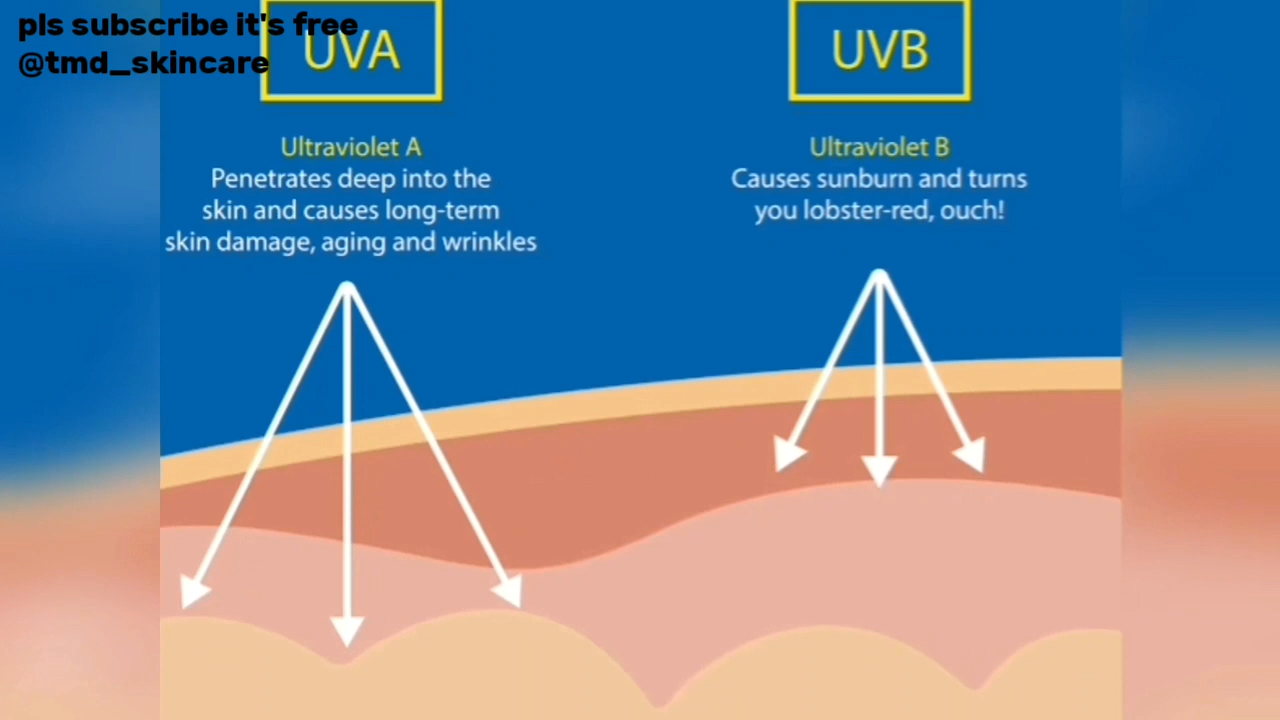 pls subscribe it's free
@tmd_skincare
UVA
Ultraviolet A
Penetrates deep into the
skin and causes long-term
skin damage, aging and wrinkles
UVB
Ultraviolet B
Causes sunburn and turns
you lobster-red, ouch!